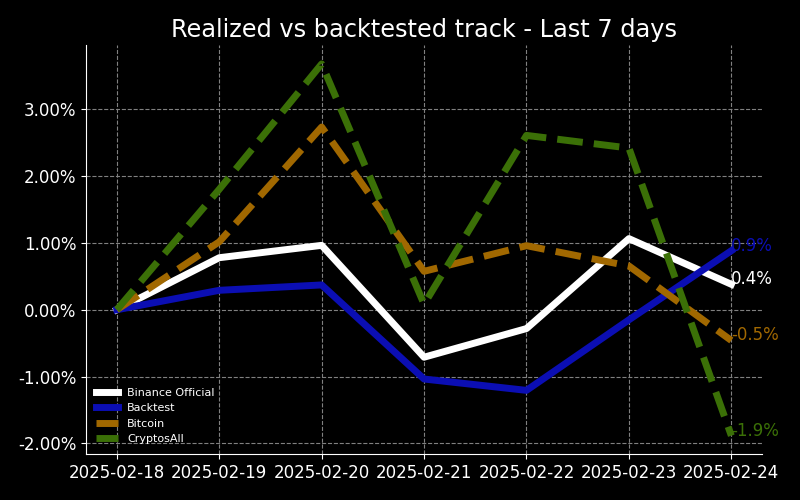 Realized vs backtested track - Last 7 days
3.00%
2.00%
1.00%
0.00%
-1.00%
-2.00%
0.9%
0.4%
-0.5%
-1.9%
Binance Official
Backtest
Bitcoin
CryptosAll
2025-02-18 2025-02-19 2025-02-20 2025-02-21 2025-02-22 2025-02-23 2025-02-24